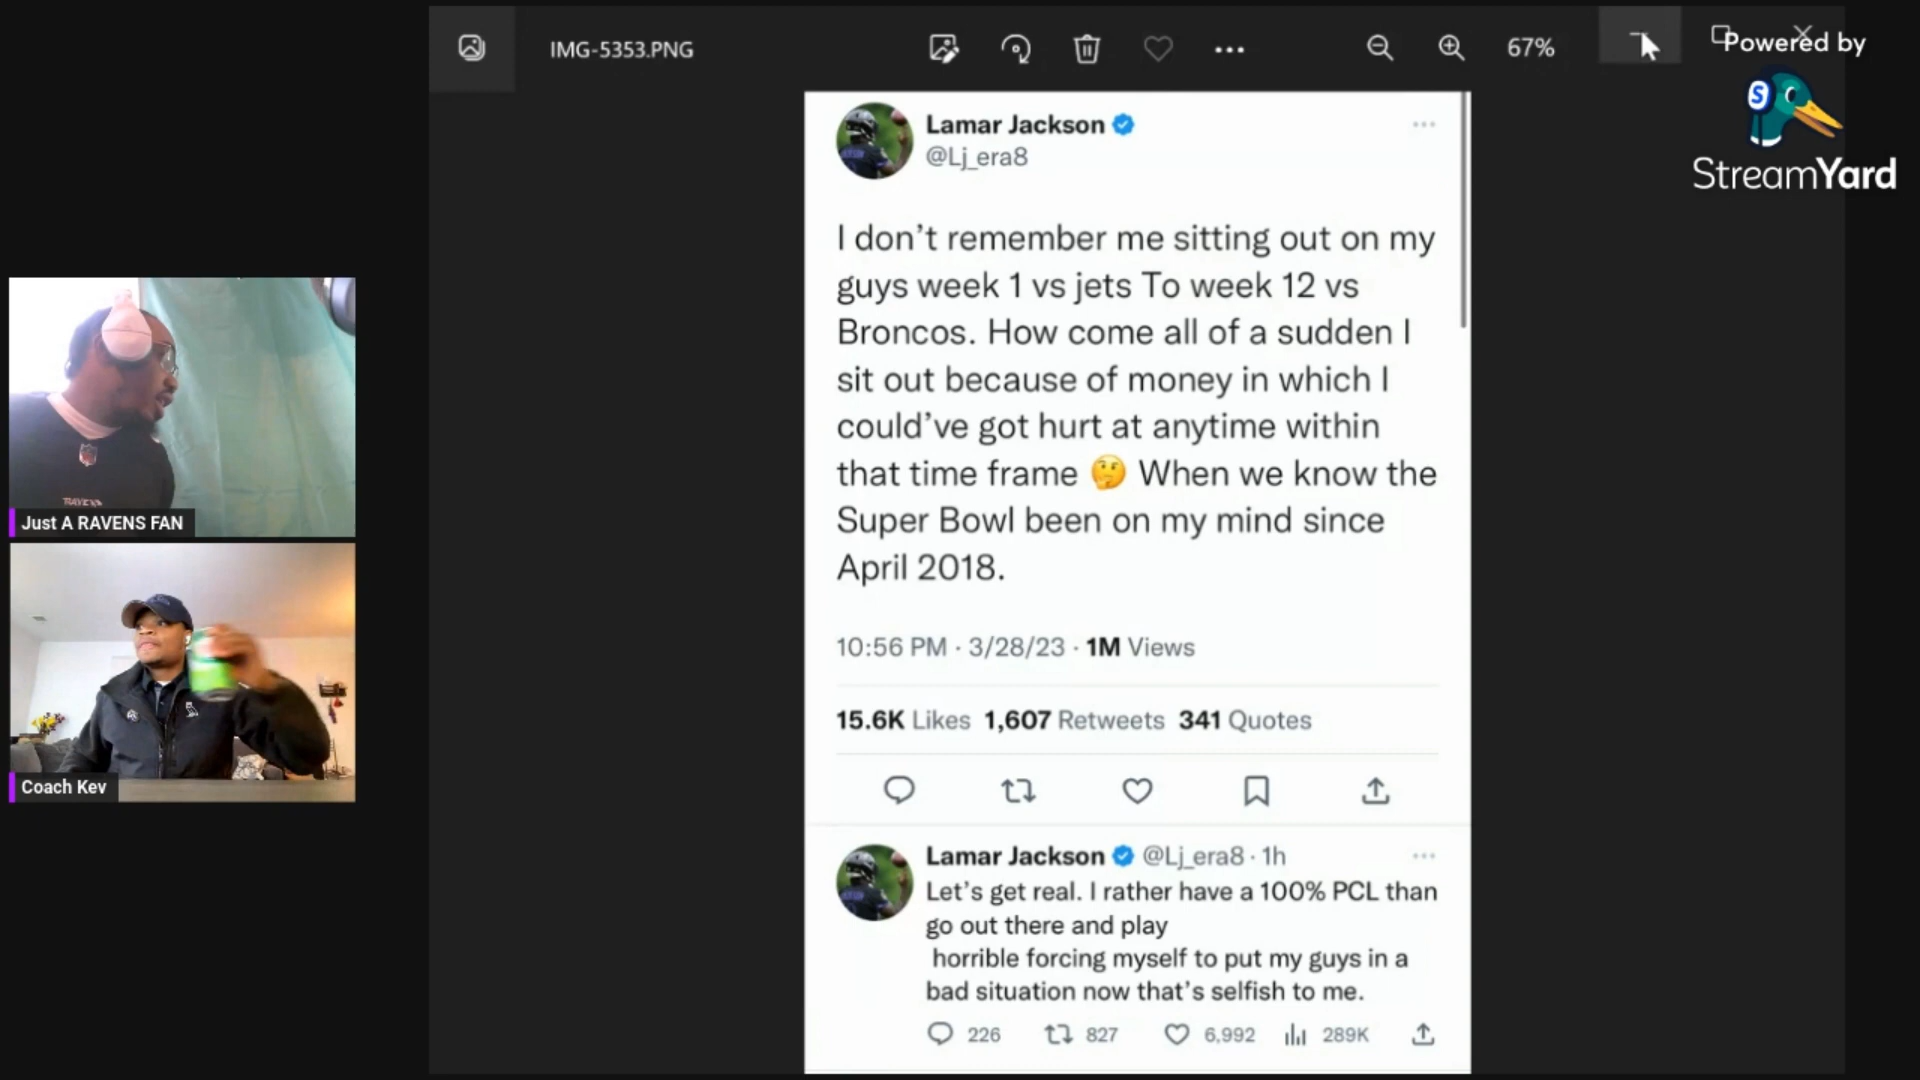 IMG-5353.PNG
67%
Powered by
StreamYard
Lamar Jackson
@Lj_era8
I don’t remember me sitting out on my
guys week 1 vs jets To week 12 vs
Broncos. How come all of a sudden I
sit out because of money in which I
could’ve got hurt at anytime within
that time frame 🤔 When we know the
Super Bowl been on my mind since
April 2018.
10:56 PM · 3/28/23 · 1M Views
15.6K Likes 1,607 Retweets 341 Quotes
Lamar Jackson @Lj_era8 · 1h
Let’s get real. I rather have a 100% PCL than
go out there and play
horrible forcing myself to put my guys in a
bad situation now that’s selfish to me.
226 827 6,992 289K
Just A RAVENS FAN
Coach Kev